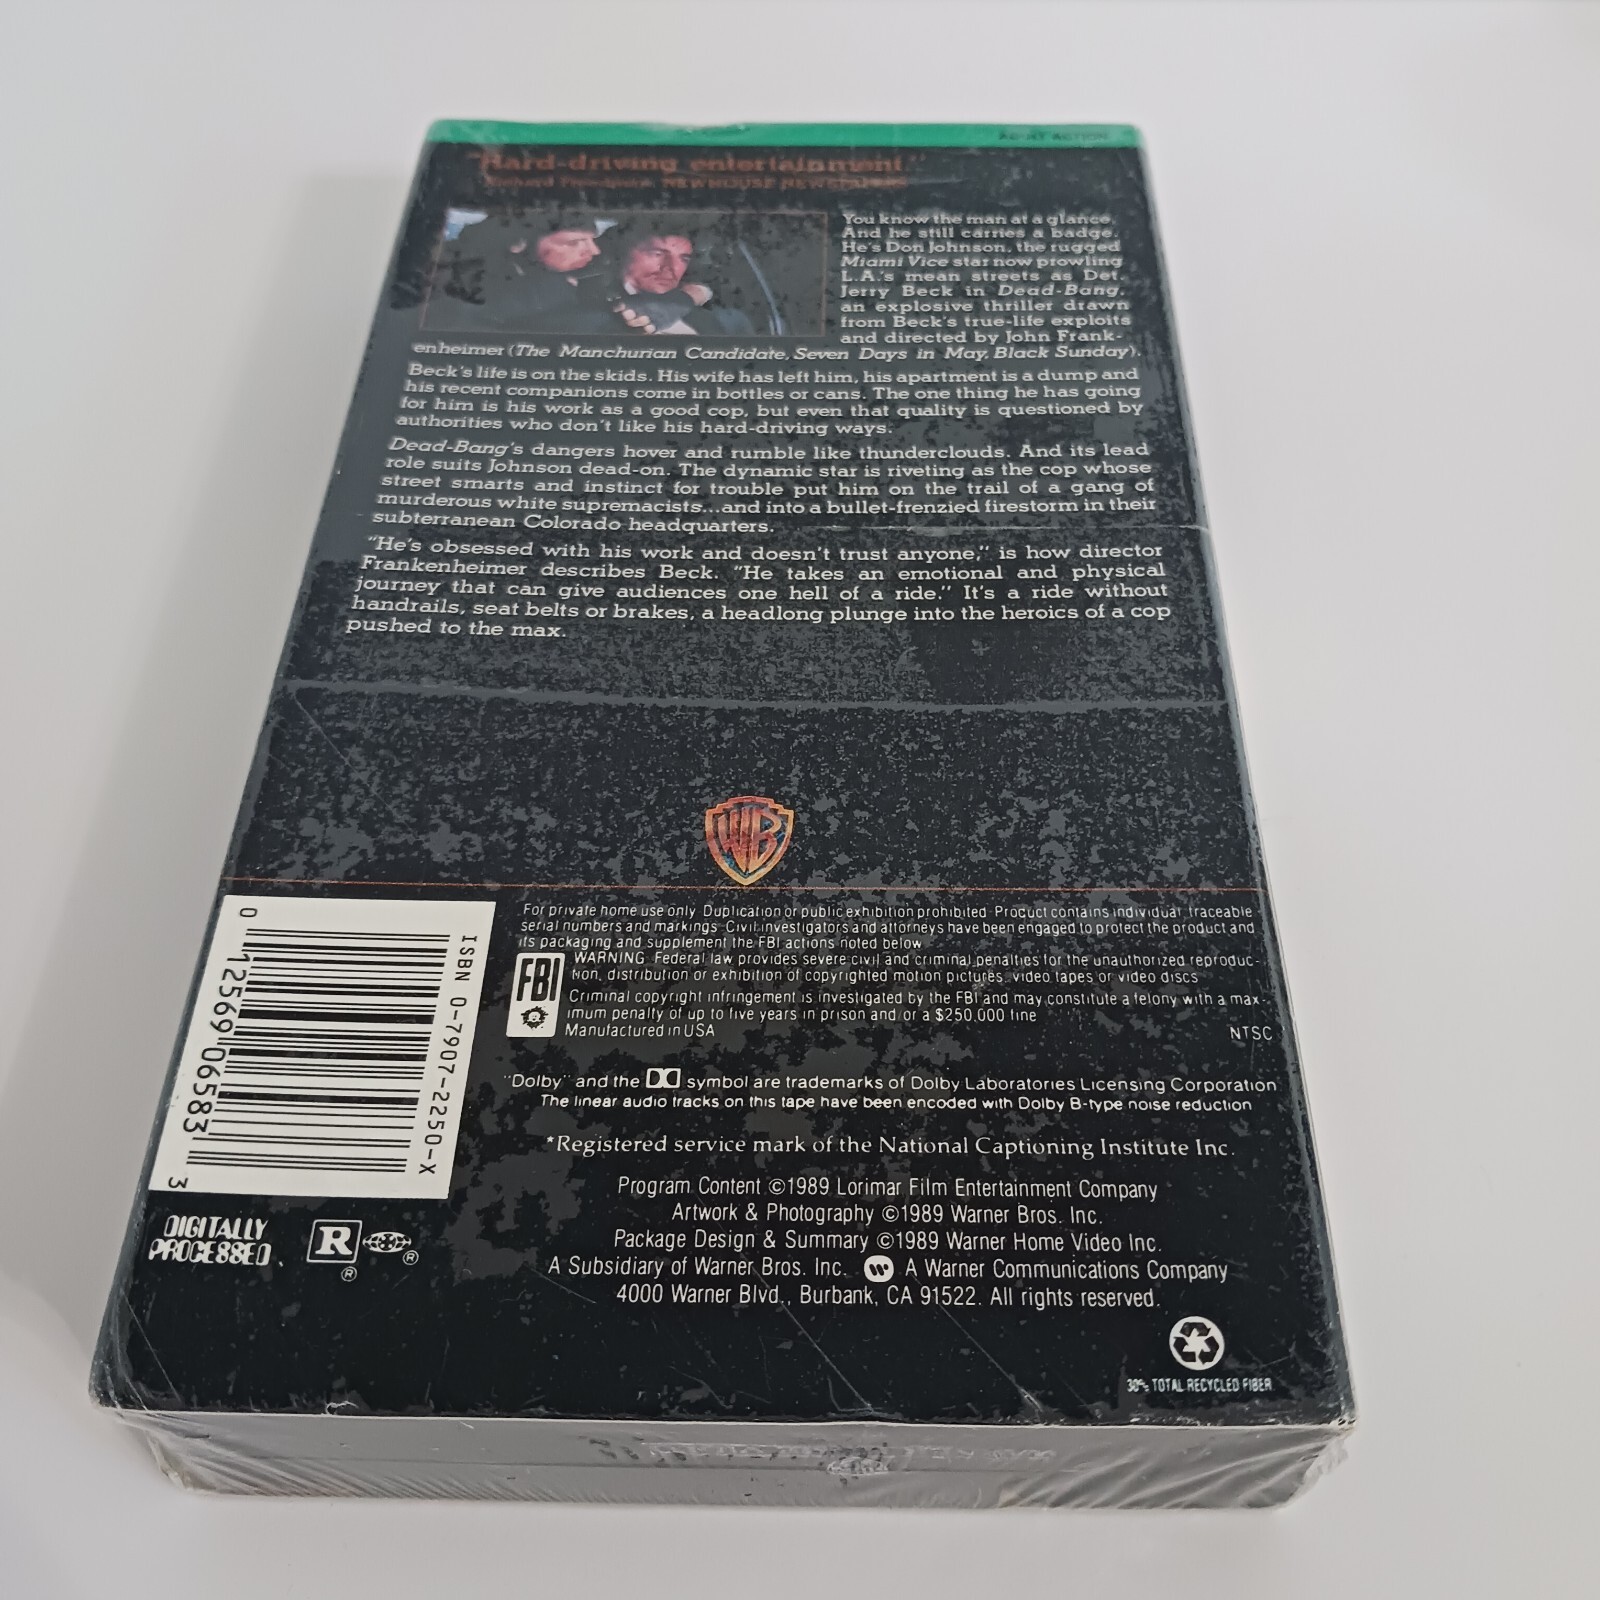 "Hard-driving entertainment."
Richard NEWHOUSE NEWSPAPERS
You know the man at a glance.
And he still carries a badge.
He's Don Johnson, the rugged
Miami Vice star now prowling
L.A.'s mean streets as Det.
Jerry Beck in Dead-Bang,
an explosive thriller drawn
from Beck's true-life exploits
and directed by John Frank-
enheimer (The Manchurian Candidate, Seven Days in May, Black Sunday).
Beck's life is on the skids. His wife has left him, his apartment is a dump and
his recent companions come in bottles or cans. The one thing he has going
for him is his work as a good cop, but even that quality is questioned by
authorities who don't like his hard-driving ways.
Dead-Bang's dangers hover and rumble like thunderclouds. And its lead
role suits Johnson dead-on. The dynamic star is riveting as the cop whose
street smarts and instinct for trouble put him on the trail of a gang of
murderous white supremacists...and into a bullet-frenzied firestorm in their
subterranean Colorado headquarters.
"He's obsessed with his work and doesn't trust anyone," is how director
Frankenheimer describes Beck. "He takes an emotional and physical
journey that can give audiences one hell of a ride." It's a ride without
handrails, seat belts or brakes, a headlong plunge into the heroics of a cop
pushed to the max.
WB
For private home use only. Duplication or public exhibition prohibited. Product contains individual traceable
serial numbers and markings. Civil investigators and attorneys have been engaged to protect the product and
its packaging and supplement the FBI actions noted below.
FBI
WARNING: Federal law provides severe civil and criminal penalties for the unauthorized reproduc-
tion, distribution or exhibition of copyrighted motion pictures, video tapes or video discs.
Criminal copyright infringement is investigated by the FBI and may constitute a felony with a max-
imum penalty of up to five years in prison and/or a $250,000 fine.
Manufactured in USA
NTSC
ISBN 0-7907-2250-X
0 12569 06583 3
"Dolby" and the symbol are trademarks of Dolby Laboratories Licensing Corporation
The linear audio tracks on this tape have been encoded with Dolby B-type noise reduction
*Registered service mark of the National Captioning Institute Inc.
Program Content ©1989 Lorimar Film Entertainment Company
Artwork & Photography ©1989 Warner Bros. Inc.
Package Design & Summary ©1989 Warner Home Video Inc.
A Subsidiary of Warner Bros. Inc. A Warner Communications Company
4000 Warner Blvd., Burbank, CA 91522. All rights reserved.
DIGITALLY
PROCESSED.
R ® ®
30% TOTAL RECYCLED FIBER